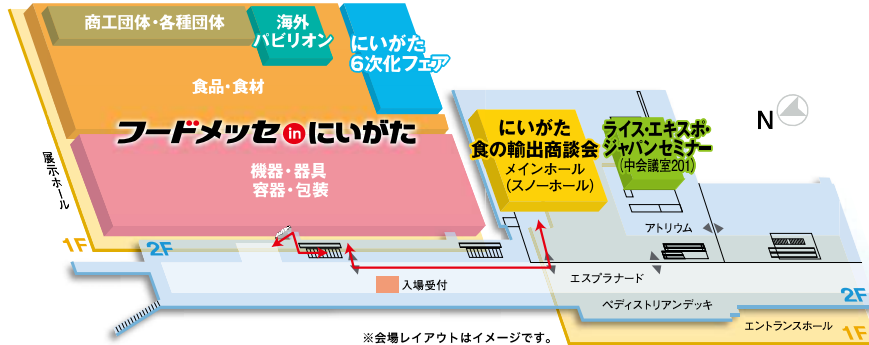 商工団体・各種団体
海外
パビリオン
にいがた
6次化フェア
食品・食材
フードメッセ in にいがた
機器・器具
容器・包装
展示ホール
にいがた
食の輸出商談会
メインホール
(スノーホール)
ライス・エキスポ・
ジャパンセミナー
(中会議室201)
N
アトリウム
1F
2F
入場受付
エスプラナード
ペディストリアンデッキ
2F
エントランスホール
1F
※会場レイアウトはイメージです。